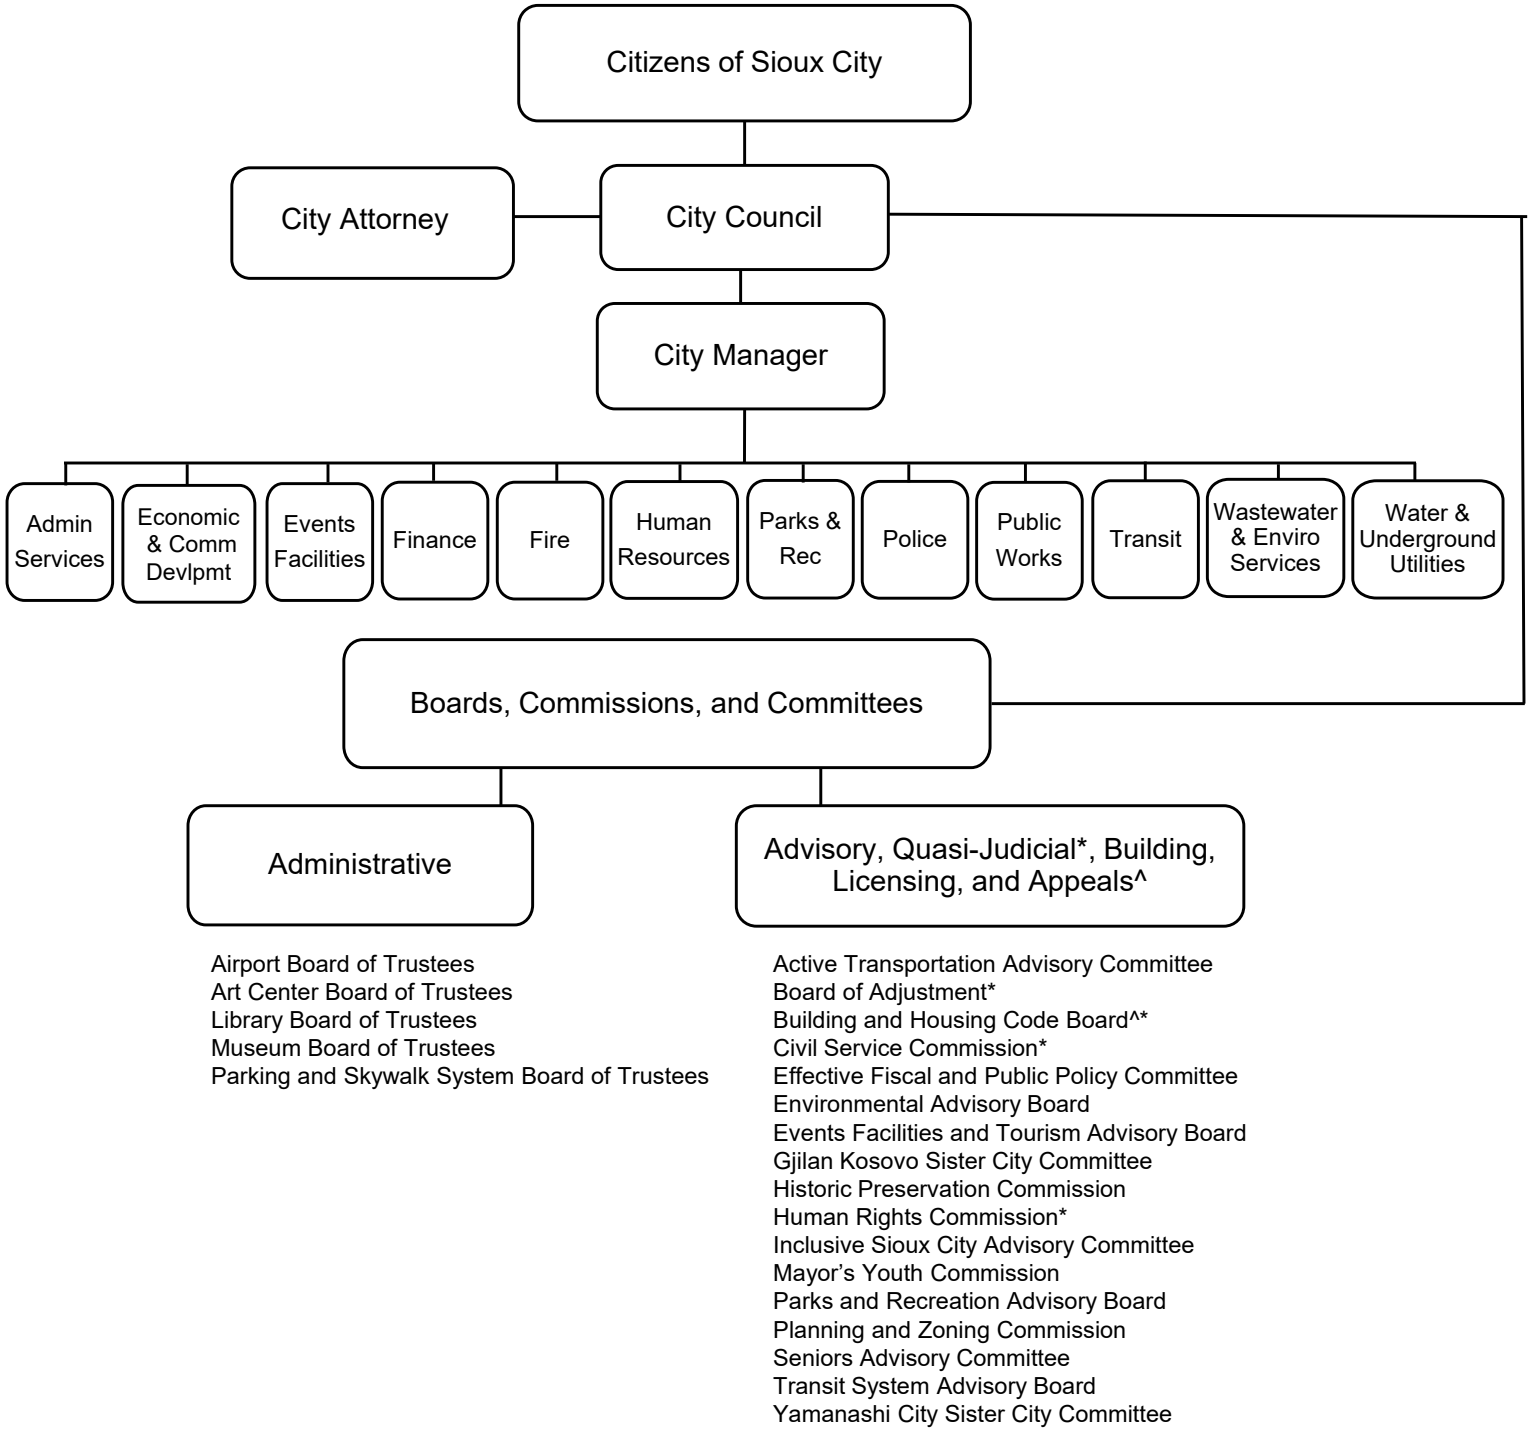 Citizens of Sioux City
City Attorney
City Council
City Manager
Admin
Services
Economic
& Comm
Devlpmt
Events
Facilities
Finance
Fire
Human
Resources
Parks &
Rec
Police
Public
Works
Transit
Wastewater
& Enviro
Services
Water &
Underground
Utilities
Boards, Commissions, and Committees
Administrative
Advisory, Quasi-Judicial*, Building,
Licensing, and Appeals^
Airport Board of Trustees
Art Center Board of Trustees
Library Board of Trustees
Museum Board of Trustees
Parking and Skywalk System Board of Trustees
Active Transportation Advisory Committee
Board of Adjustment*
Building and Housing Code Board^*
Civil Service Commission*
Effective Fiscal and Public Policy Committee
Environmental Advisory Board
Events Facilities and Tourism Advisory Board
Gjilan Kosovo Sister City Committee
Historic Preservation Commission
Human Rights Commission*
Inclusive Sioux City Advisory Committee
Mayor’s Youth Commission
Parks and Recreation Advisory Board
Planning and Zoning Commission
Seniors Advisory Committee
Transit System Advisory Board
Yamanashi City Sister City Committee